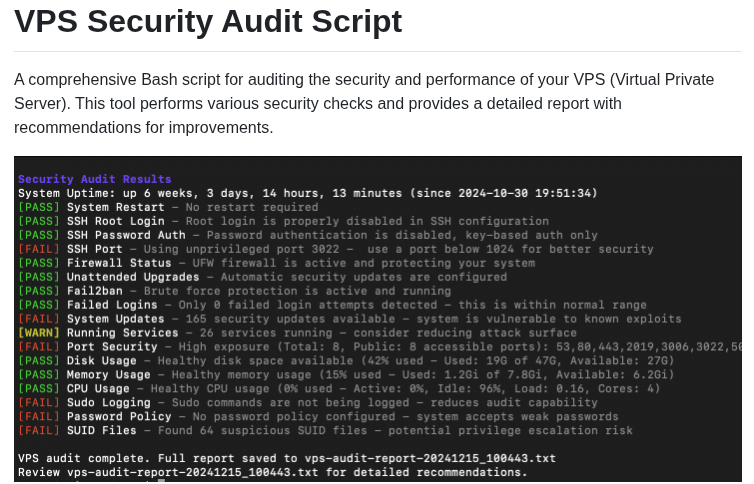 VPS Security Audit Script
A comprehensive Bash script for auditing the security and performance of your VPS (Virtual Private
Server). This tool performs various security checks and provides a detailed report with
recommendations for improvements.
Security Audit Results
System Uptime: up 6 weeks, 3 days, 14 hours, 13 minutes (since 2024-10-30 19:51:34)
[PASS] System Restart – No restart required
[PASS] SSH Root Login – Root login is properly disabled in SSH configuration
[PASS] SSH Password Auth – Password authentication is disabled, key-based auth only
[FAIL] SSH Port – Using unprivileged port 3022 – use a port below 1024 for better security
[PASS] Firewall Status – UFW firewall is active and protecting your system
[PASS] Unattended Upgrades – Automatic security updates are configured
[PASS] Fail2ban – Brute force protection is active and running
[PASS] Failed Logins – Only 0 failed login attempts detected – this is within normal range
[FAIL] System Updates – 165 security updates available – system is vulnerable to known exploits
[WARN] Running Services – 26 services running – consider reducing attack surface
[FAIL] Port Security – High exposure (Total: 8, Public: 8 accessible ports): 53,80,443,2019,3006,3022,50
[PASS] Disk Usage – Healthy disk space available (42% used – Used: 19G of 47G, Available: 27G)
[PASS] Memory Usage – Healthy memory usage (15% used – Used: 1.2Gi of 7.8Gi, Available: 6.2Gi)
[PASS] CPU Usage – Healthy CPU usage (0% used – Active: 0%, Idle: 96%, Load: 0.16, Cores: 4)
[FAIL] Sudo Logging – Sudo commands are not being logged – reduces audit capability
[FAIL] Password Policy – No password policy configured – system accepts weak passwords
[FAIL] SUID Files – Found 64 suspicious SUID files – potential privilege escalation risk
VPS audit complete. Full report saved to vps-audit-report-20241215_100443.txt
Review vps-audit-report-20241215_100443.txt for detailed recommendations.